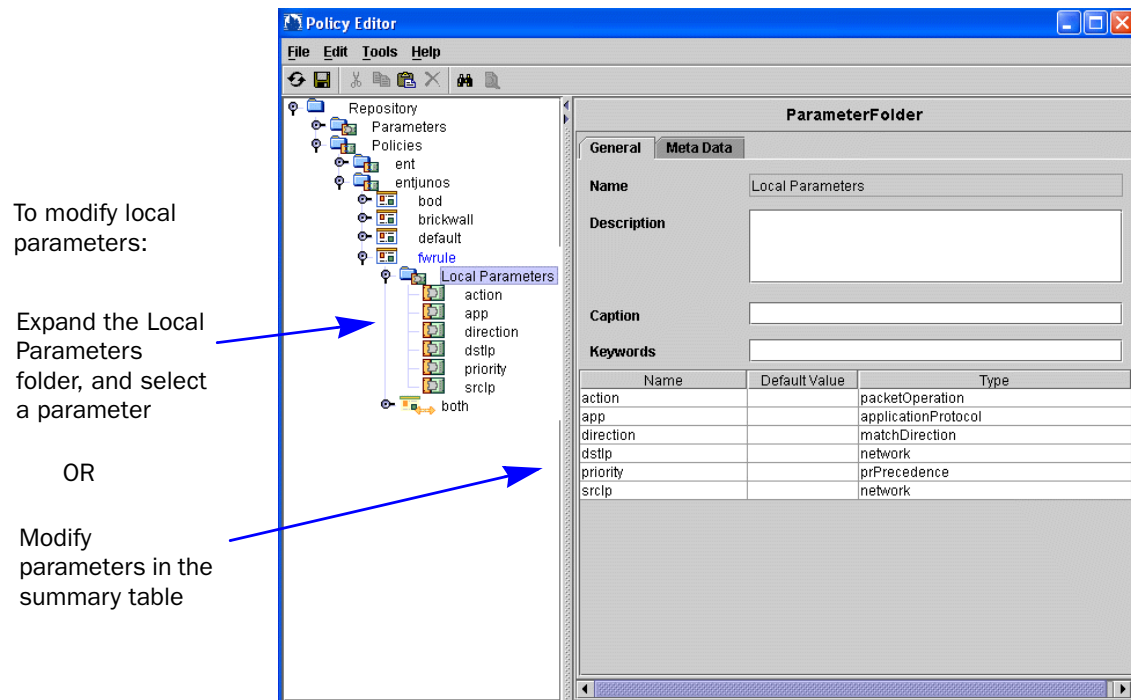 Policy Editor
File Edit Tools Help
Repository
Parameters
Policies
ent
entjunos
bod
brickwall
default
fwrule
Local Parameters
action
app
direction
dstIp
priority
srcIp
both
ParameterFolder
General Meta Data
Name Local Parameters
Description
Caption
Keywords
Name Default Value Type
action packetOperation
app applicationProtocol
direction matchDirection
dstIp network
priority prPrecedence
srcIp network
To modify local
parameters:
Expand the Local
Parameters
folder, and select
a parameter
OR
Modify
parameters in the
summary table